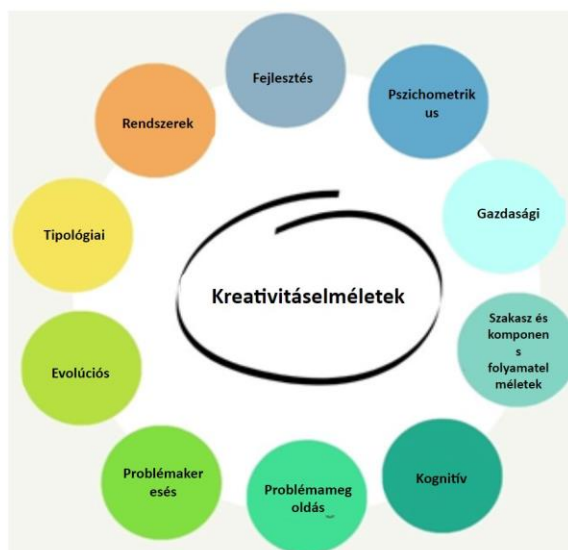 Fejlesztés
Pszichometrik
us
Rendszerek
Gazdasági
Tipológiai
Kreativitáselméletek
Szakasz és
komponen
s
folyamatel
méletek
Evolúciós
Problémaker
esés
Problémameg
oldás
Kognitív